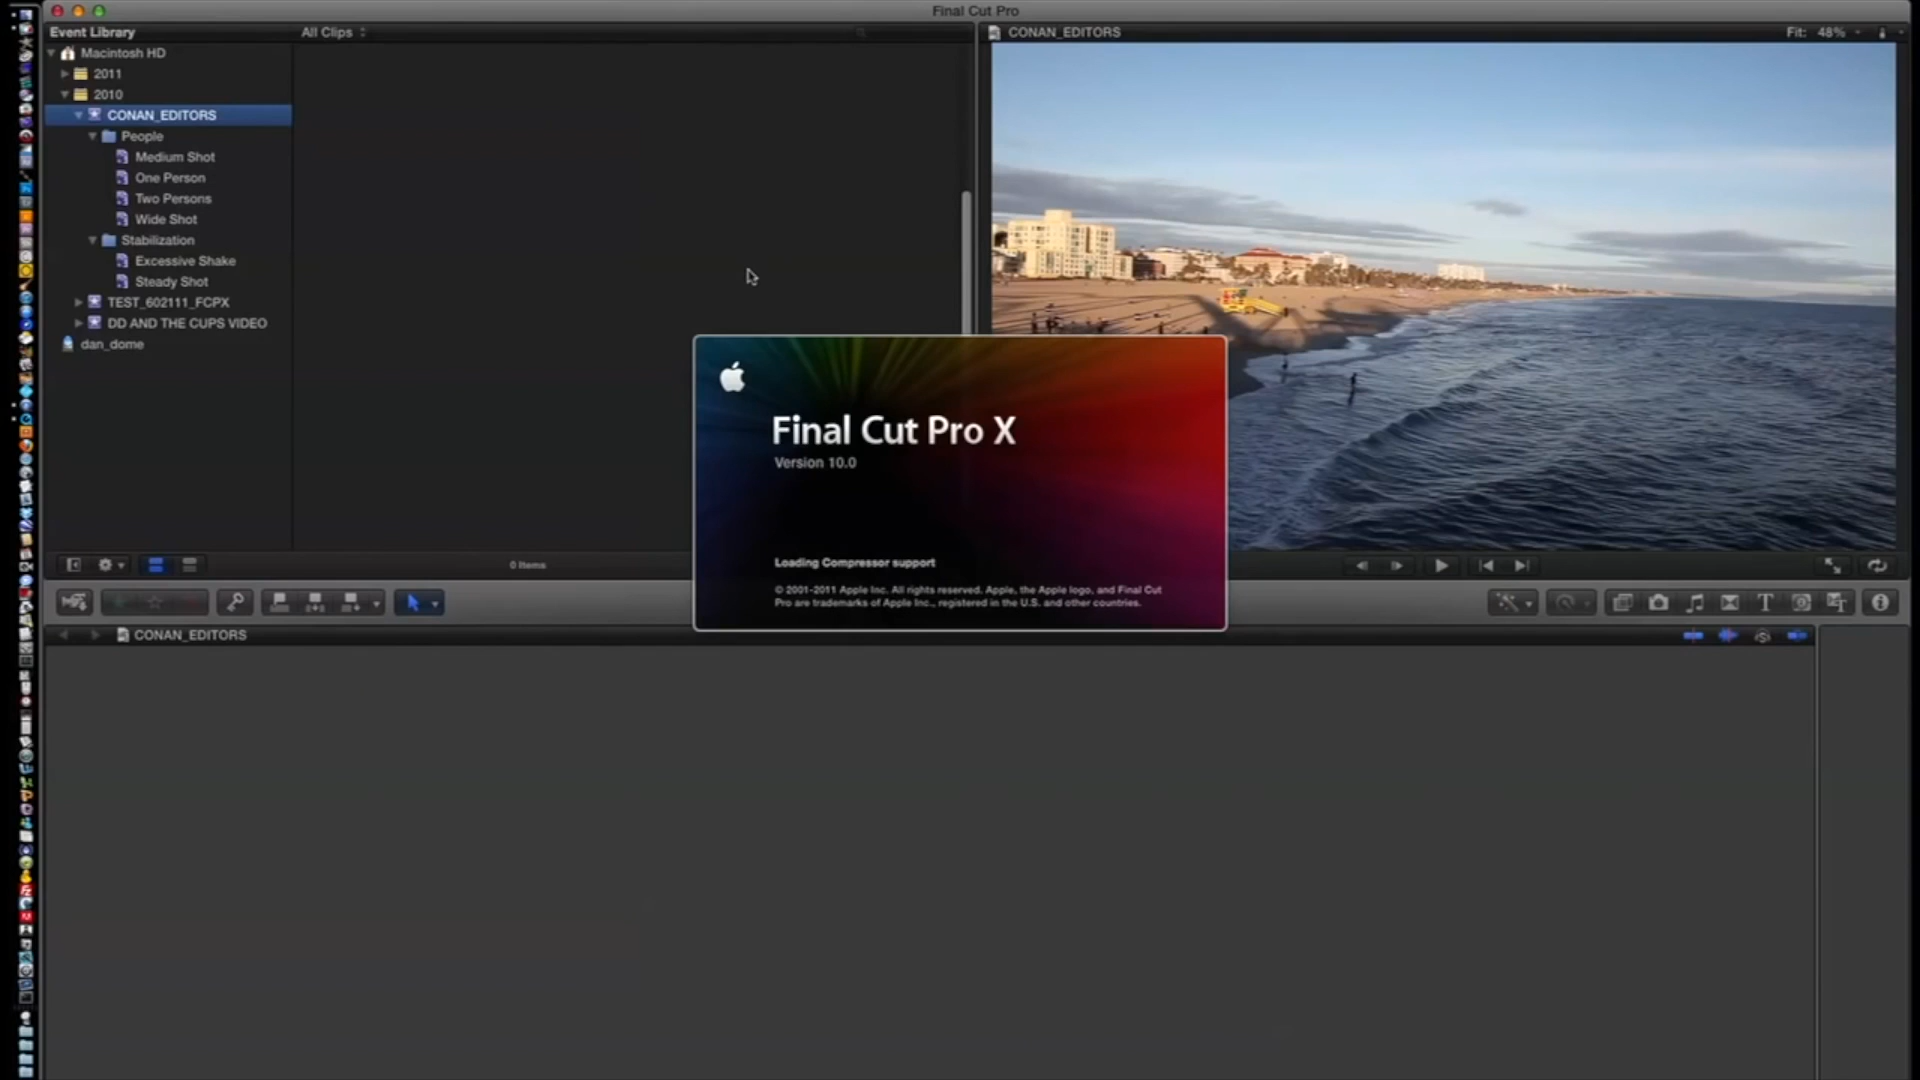 Final Cut Pro
Event Library
All Clips
CONAN_EDITORS
Fit: 48%
Macintosh HD
2011
2010
CONAN_EDITORS
People
Medium Shot
One Person
Two Persons
Wide Shot
Stabilization
Excessive Shake
Steady Shot
TEST_602111_FCPX
DD AND THE CUPS VIDEO
dan_dome
Final Cut Pro X
Version 10.0
Loading Compressor support
© 2001-2011 Apple Inc. All rights reserved. Apple, the Apple logo, and Final Cut
Pro are trademarks of Apple Inc., registered in the U.S. and other countries.
0 Items
CONAN_EDITORS